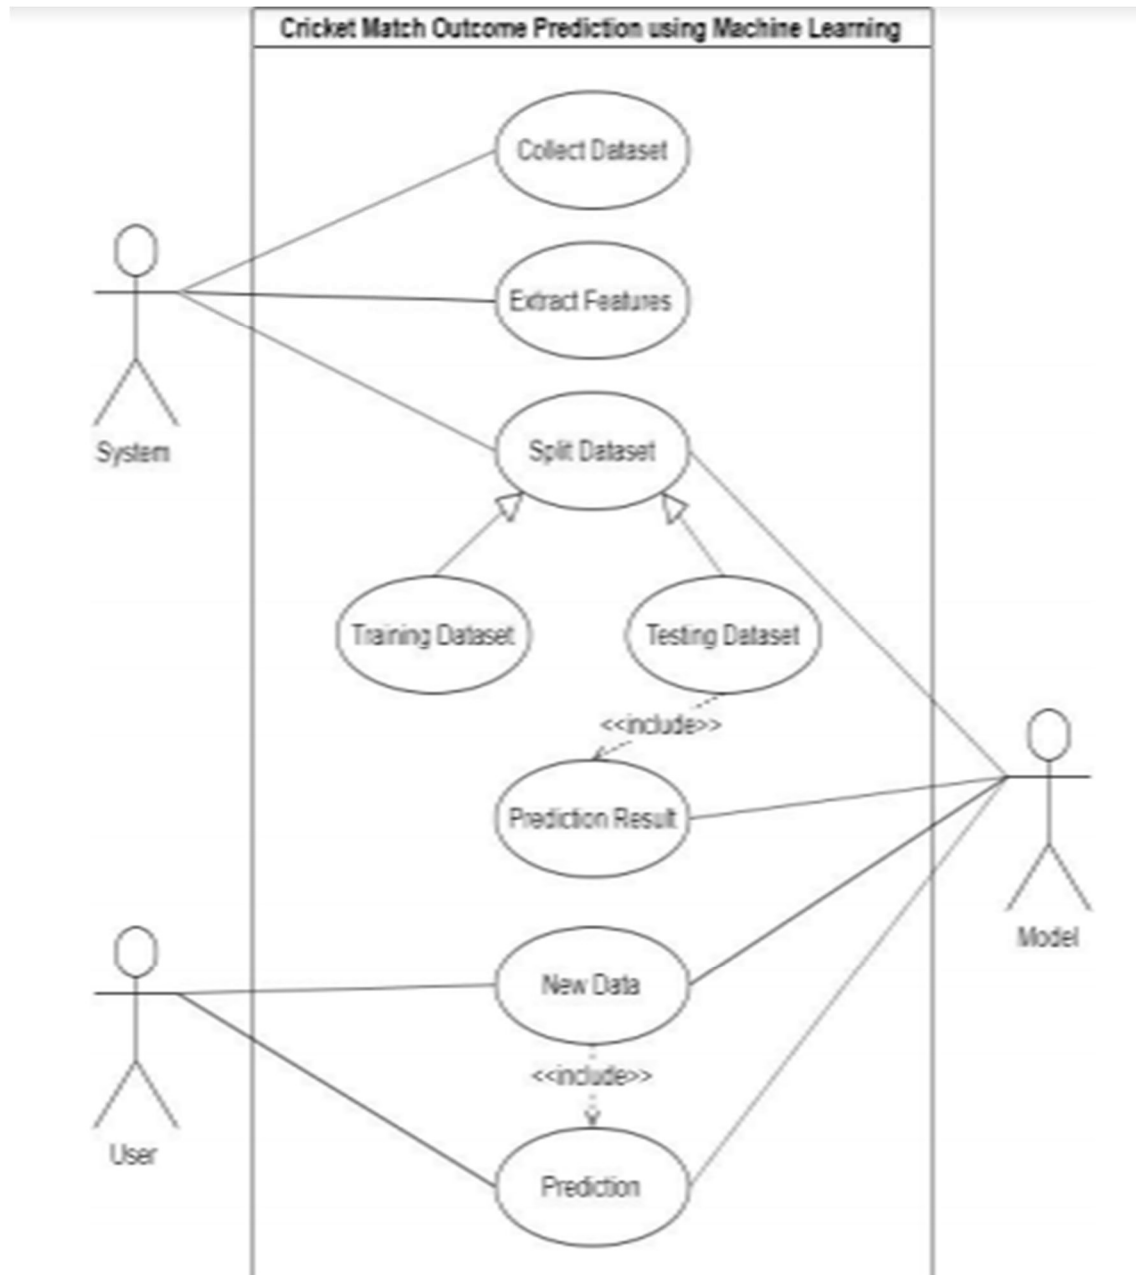 Cricket Match Outcome Prediction using Machine Learning
Collect Dataset
Extract Features
System
Split Dataset
Training Dataset
Testing Dataset
<<include>>
Prediction Result
Model
New Data
<<include>>
User
Prediction